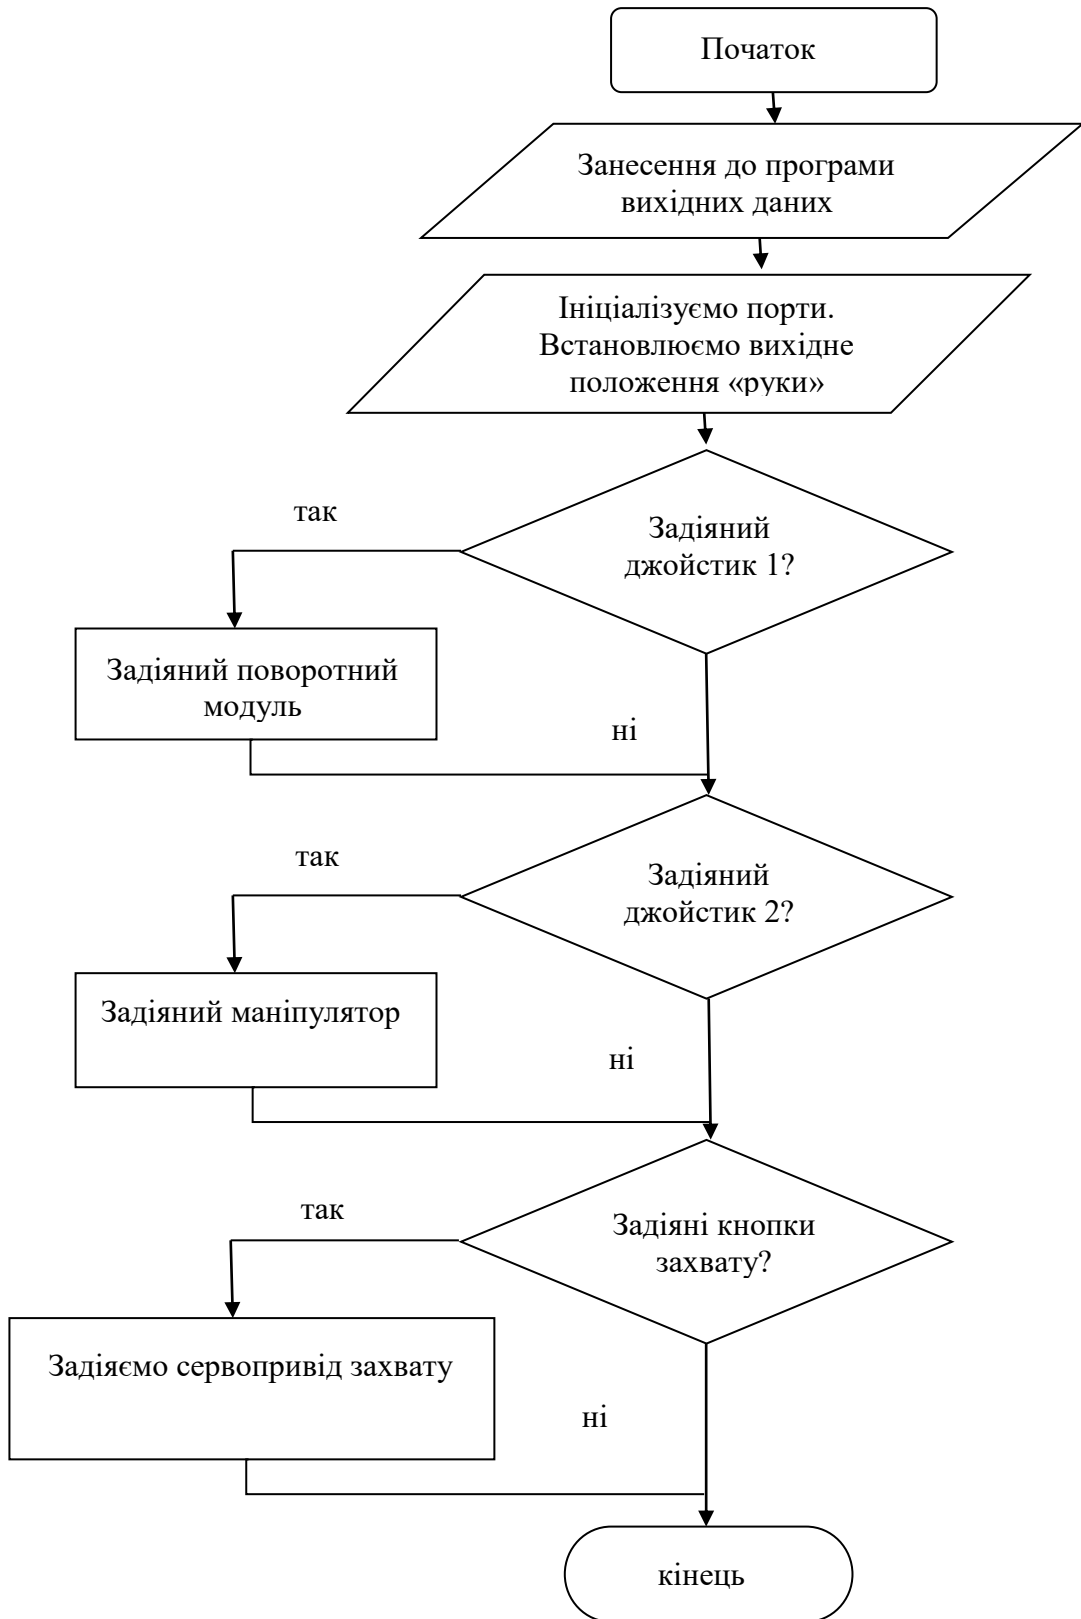 Початок
Занесення до програми
вихідних даних
Ініціалізуємо порти.
Встановлюємо вихідне
положення «руки»
так
Задіяний
джойстик 1?
Задіяний поворотний
модуль
ні
так
Задіяний
джойстик 2?
Задіяний маніпулятор
ні
так
Задіяні кнопки
захвату?
Задіяємо сервопривід захвату
ні
кінець